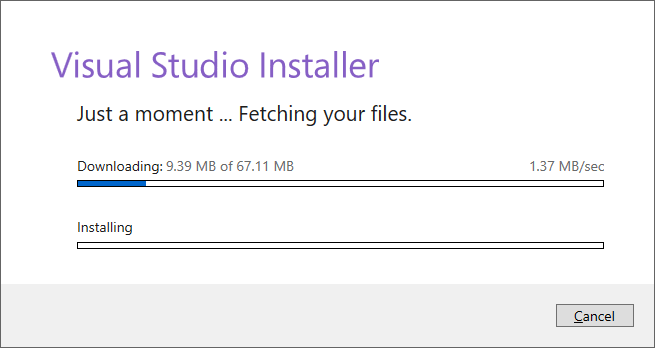 Visual Studio Installer
Just a moment ... Fetching your files.
Downloading: 9.39 MB of 67.11 MB 1.37 MB/sec
Installing
Cancel